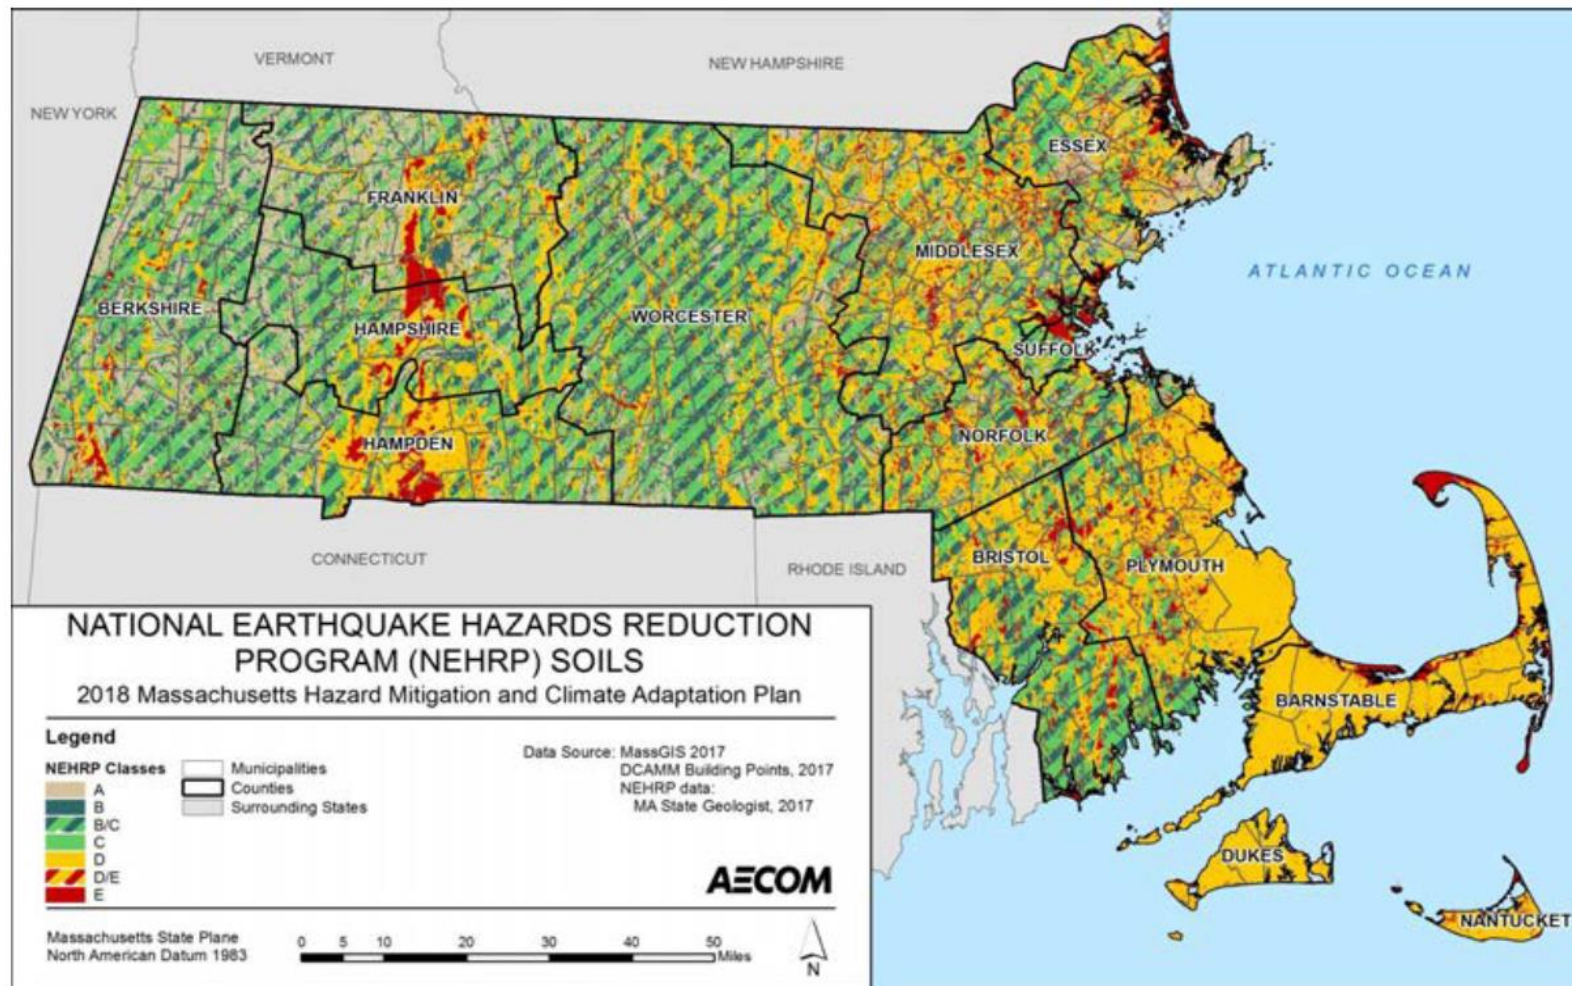 VERMONT
NEW HAMPSHIRE
NEW YORK
ESSEX
FRANKLIN
MIDDLESEX
ATLANTIC OCEAN
BERKSHIRE
HAMPSHIRE
WORCESTER
SUFFOLK
HAMPDEN
NORFOLK
CONNECTICUT
RHODE ISLAND
BRISTOL
PLYMOUTH
BARNSTABLE
DUKES
NANTUCKET
NATIONAL EARTHQUAKE HAZARDS REDUCTION
PROGRAM (NEHRP) SOILS
2018 Massachusetts Hazard Mitigation and Climate Adaptation Plan
Legend
NEHRP Classes
A
B
B/C
C
D
D/E
E
Municipalities
Counties
Surrounding States
Data Source: MassGIS 2017
DCAMM Building Points, 2017
NEHRP data:
MA State Geologist, 2017
AECOM
Massachusetts State Plane
North American Datum 1983
0 5 10 20 30 40 50
Miles
N